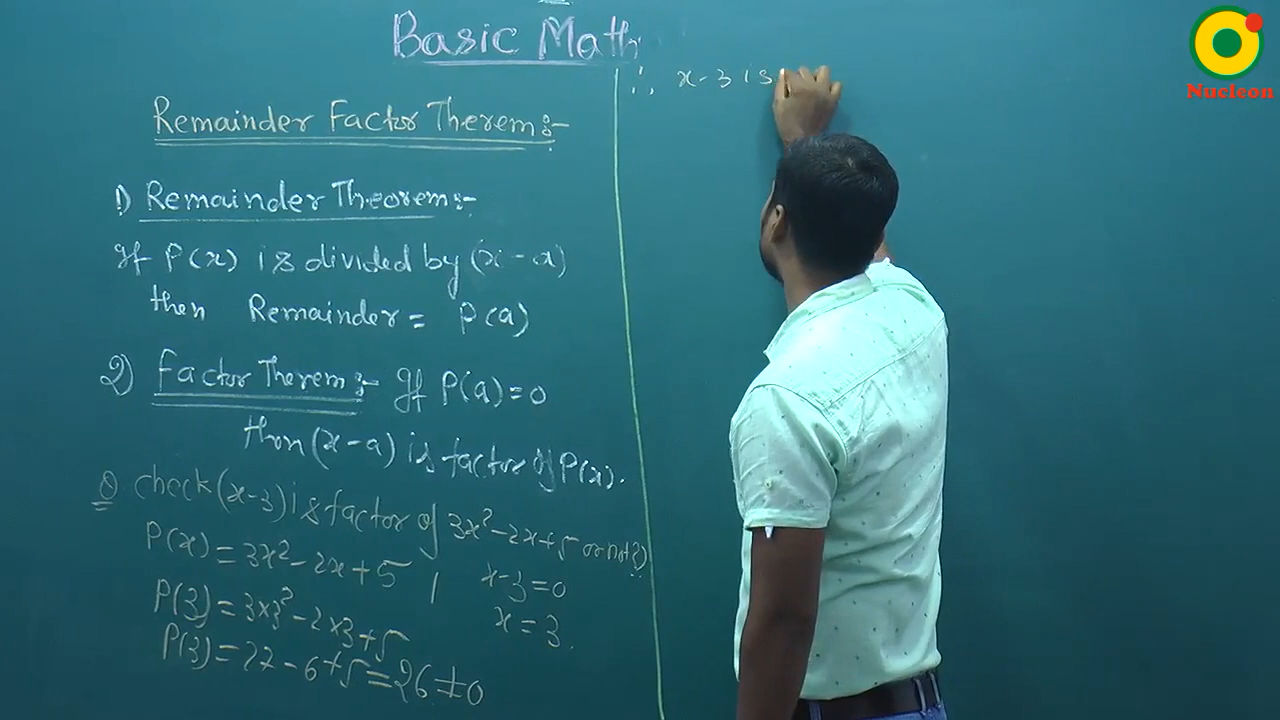 Basic Math
Remainder Factor Therem:-
1) Remainder Theorem:-
If P(x) is divided by (x-a)
then Remainder = P(a)
2) Factor Therem:- If P(a)=0
then (x-a) is factor of P(x).
Q check (x-3) is factor of 3x²-2x+5 or not?)
P(x) = 3x²-2x+5 | x-3=0
P(3) = 3×3²-2×3+5 x=3.
P(3) = 27-6+5=26≠0
∴ x-3 is
Nucleon